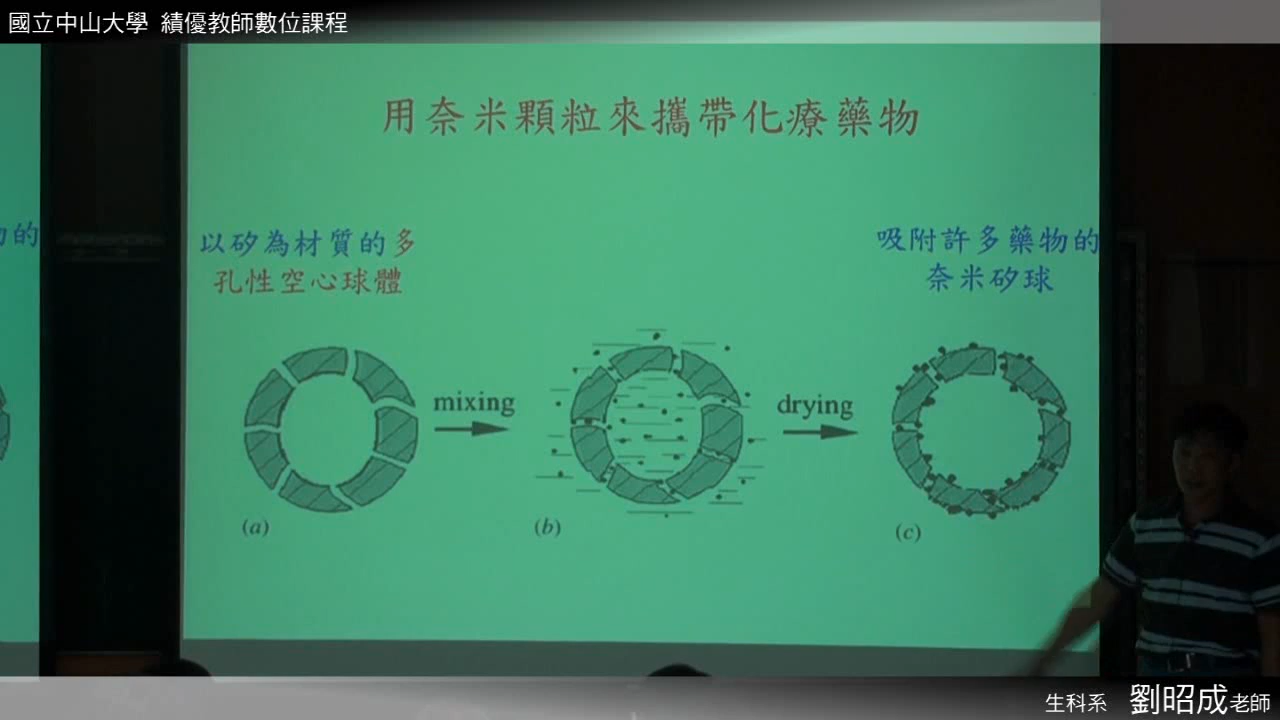 國立中山大學 績優教師數位課程
用奈米顆粒來攜帶化療藥物
的
以矽為材質的多
孔性空心球體
吸附許多藥物的
奈米矽球
mixing
drying
(a)
(b)
(c)
生科系 劉昭成老師